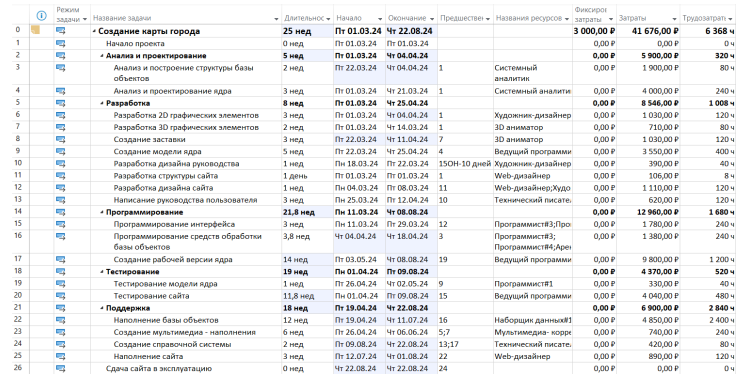 Режим задачи Название задачи Длительнос Начало Окончание Предшествен Названия ресурсов Фиксиров затраты Затраты Трудозатрать
0 Создание карты города 25 нед Пт 01.03.24 Чт 22.08.24 3 000,00 ₽ 41 676,00 ₽ 6 368 ч
1 Начало проекта 0 нед Пт 01.03.24 Пт 01.03.24 0,00 ₽ 0,00 ₽ 0 ч
2 Анализ и проектирование 5 нед Пт 01.03.24 Чт 04.04.24 0,00 ₽ 5 900,00 ₽ 320 ч
3 Анализ и построение структуры базы объектов 2 нед Пт 22.03.24 Чт 04.04.24 1 Системный аналитик 0,00 ₽ 1 900,00 ₽ 80 ч
4 Анализ и проектирование ядра 3 нед Пт 01.03.24 Чт 21.03.24 1 Системный аналити 0,00 ₽ 4 000,00 ₽ 240 ч
5 Разработка 8 нед Пт 01.03.24 Чт 25.04.24 0,00 ₽ 8 546,00 ₽ 1 008 ч
6 Разработка 2D графических элементов 3 нед Пт 01.03.24 Чт 04.04.24 1 Художник-дизайнер 0,00 ₽ 1 030,00 ₽ 120 ч
7 Разработка 3D графических элементов 2 нед Пт 01.03.24 Чт 14.03.24 1 3D аниматор 0,00 ₽ 710,00 ₽ 80 ч
8 Создание заставки 3 нед Пт 22.03.24 Чт 11.04.24 7 3D аниматор 0,00 ₽ 1 030,00 ₽ 120 ч
9 Создание модели ядра 5 нед Пт 22.03.24 Чт 25.04.24 4 Ведущий программи 0,00 ₽ 3 550,00 ₽ 400 ч
10 Разработка дизайна руководства 1 нед Пн 18.03.24 Пт 22.03.24 15ОН-10 дней Художник-дизайнер 0,00 ₽ 390,00 ₽ 40 ч
11 Разработка структуры сайта 1 день Пт 01.03.24 Пт 01.03.24 1 Web-дизайнер 0,00 ₽ 106,00 ₽ 8 ч
12 Разработка дизайна сайта 1 нед Пн 04.03.24 Пт 08.03.24 11 Web-дизайнер;Худо 0,00 ₽ 1 110,00 ₽ 120 ч
13 Написание руководства пользователя 3 нед Пн 25.03.24 Пт 12.04.24 10 Технический писате. 0,00 ₽ 620,00 ₽ 120 ч
14 Программирование 21,8 нед Пн 11.03.24 Чт 08.08.24 0,00 ₽ 12 960,00 ₽ 1 680 ч
15 Программирование интерфейса 3 нед Пн 11.03.24 Пт 29.03.24 12 Программист#3;Про 0,00 ₽ 1 780,00 ₽ 240 ч
16 Программирование средств обработки базы объектов 3,8 нед Чт 04.04.24 Чт 18.04.24 3 Программист#3; Программист#4;Арен 0,00 ₽ 1 380,00 ₽ 240 ч
17 Создание рабочей версии ядра 14 нед Пт 03.05.24 Чт 08.08.24 19 Ведущий программи 0,00 ₽ 9 800,00 ₽ 1 200 ч
18 Тестирование 19 нед Пн 01.04.24 Пт 09.08.24 0,00 ₽ 4 370,00 ₽ 520 ч
19 Тестирование модели ядра 1 нед Пт 26.04.24 Чт 02.05.24 9 Программист#1 0,00 ₽ 330,00 ₽ 40 ч
20 Тестирование сайта 11,8 нед Пн 01.04.24 Пт 09.08.24 15 Ведущий программи 0,00 ₽ 4 040,00 ₽ 480 ч
21 Поддержка 18 нед Пт 19.04.24 Чт 22.08.24 0,00 ₽ 6 900,00 ₽ 2 840 ч
22 Наполнение базы объектов 12 нед Пт 19.04.24 Чт 11.07.24 16 Наборщик данных#1 0,00 ₽ 4 850,00 ₽ 2 400 ч
23 Создание мультимедиа - наполнения 6 нед Пт 26.04.24 Чт 06.06.24 5;7 Мультимедиа- корре 0,00 ₽ 740,00 ₽ 240 ч
24 Создание справочной системы 2 нед Пт 09.08.24 Чт 22.08.24 13;17 Технический писате. 0,00 ₽ 420,00 ₽ 80 ч
25 Наполнение сайта 3 нед Пт 12.07.24 Чт 01.08.24 22 Web-дизайнер 0,00 ₽ 890,00 ₽ 120 ч
26 Сдача сайта в эксплуатацию 0 нед Чт 22.08.24 Чт 22.08.24 24 0,00 ₽ 0,00 ₽ 0 ч